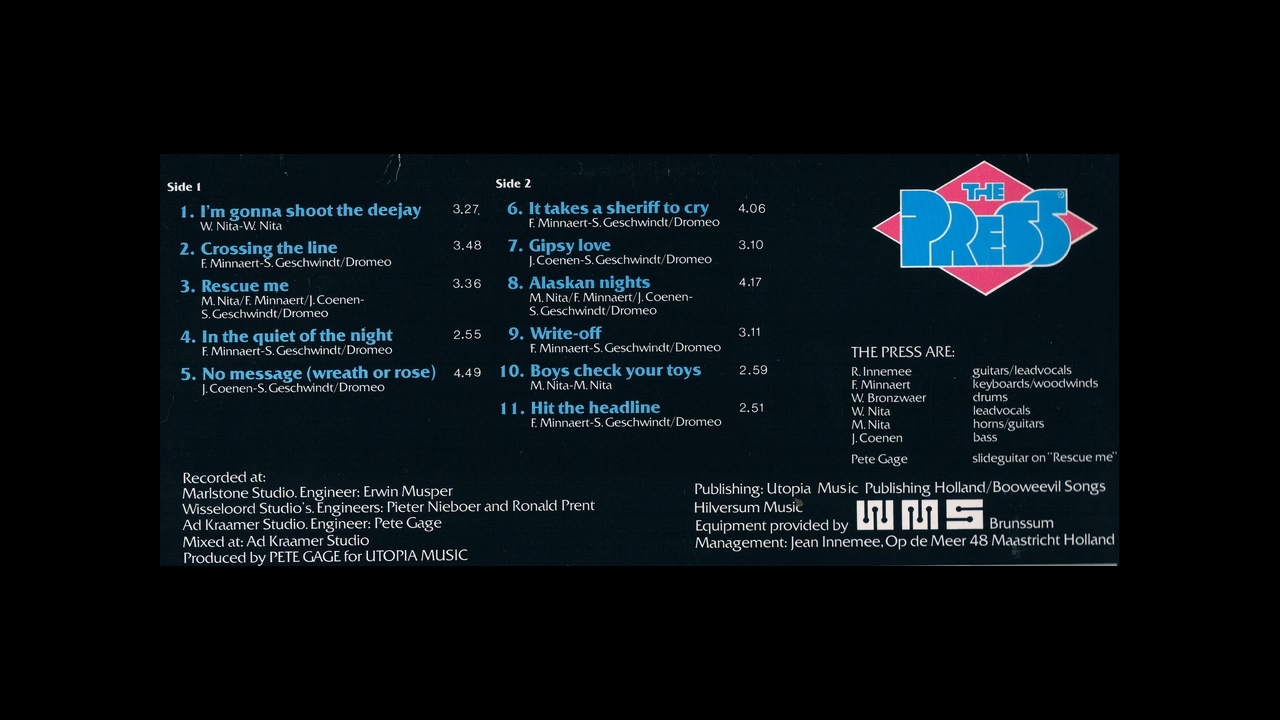 Side 1
1. I'm gonna shoot the deejay 3.27
W. Nita-W. Nita
2. Crossing the line 3.48
F. Minnaert-S. Geschwindt/Dromeo
3. Rescue me 3.36
M. Nita/F. Minnaert/J. Coenen-
S. Geschwindt/Dromeo
4. In the quiet of the night 2.55
F. Minnaert-S. Geschwindt/Dromeo
5. No message (wreath or rose) 4.49
J. Coenen-S. Geschwindt/Dromeo
Side 2
6. It takes a sheriff to cry 4.06
F. Minnaert-S. Geschwindt/Dromeo
7. Gipsy love 3.10
J. Coenen-S. Geschwindt/Dromeo
8. Alaskan nights 4.17
M. Nita/F. Minnaert/J. Coenen-
S. Geschwindt/Dromeo
9. Write-off 3.11
F. Minnaert-S. Geschwindt/Dromeo
10. Boys check your toys 2.59
M. Nita-M. Nita
11. Hit the headline 2.51
F. Minnaert-S. Geschwindt/Dromeo
THE
PRESS
THE PRESS ARE:
R. Innemee guitars/leadvocals
F. Minnaert keyboards/woodwinds
W. Bronzwaer drums
W. Nita leadvocals
M. Nita horns/guitars
J. Coenen bass
Pete Gage slideguitar on "Rescue me"
Recorded at:
Marlstone Studio. Engineer: Erwin Musper
Wisseloord Studio's. Engineers: Pieter Nieboer and Ronald Prent
Ad Kraamer Studio. Engineer: Pete Gage
Mixed at: Ad Kraamer Studio
Produced by PETE GAGE for UTOPIA MUSIC
Publishing: Utopia Music Publishing Holland/Booweevil Songs
Hilversum Music
Equipment provided by WMS Brunssum
Management: Jean Innemee, Op de Meer 48 Maastricht Holland